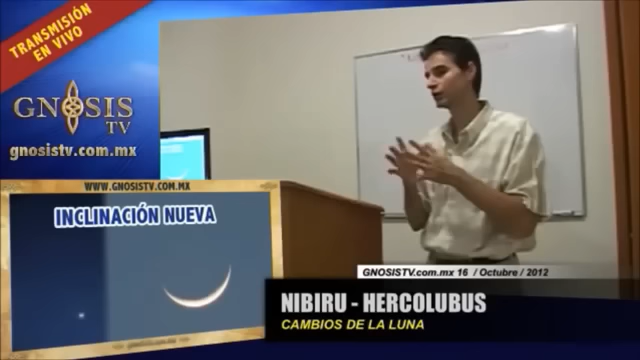 TRANSMISIÓN
EN VIVO
GNOSIS
TV
gnosistv.com.mx
WWW.GNOSISTV.COM.MX
INCLINACIÓN NUEVA
GNOSISTV.com.mx 16 / Octubre / 2012
NIBIRU - HERCOLUBUS
CAMBIOS DE LA LUNA